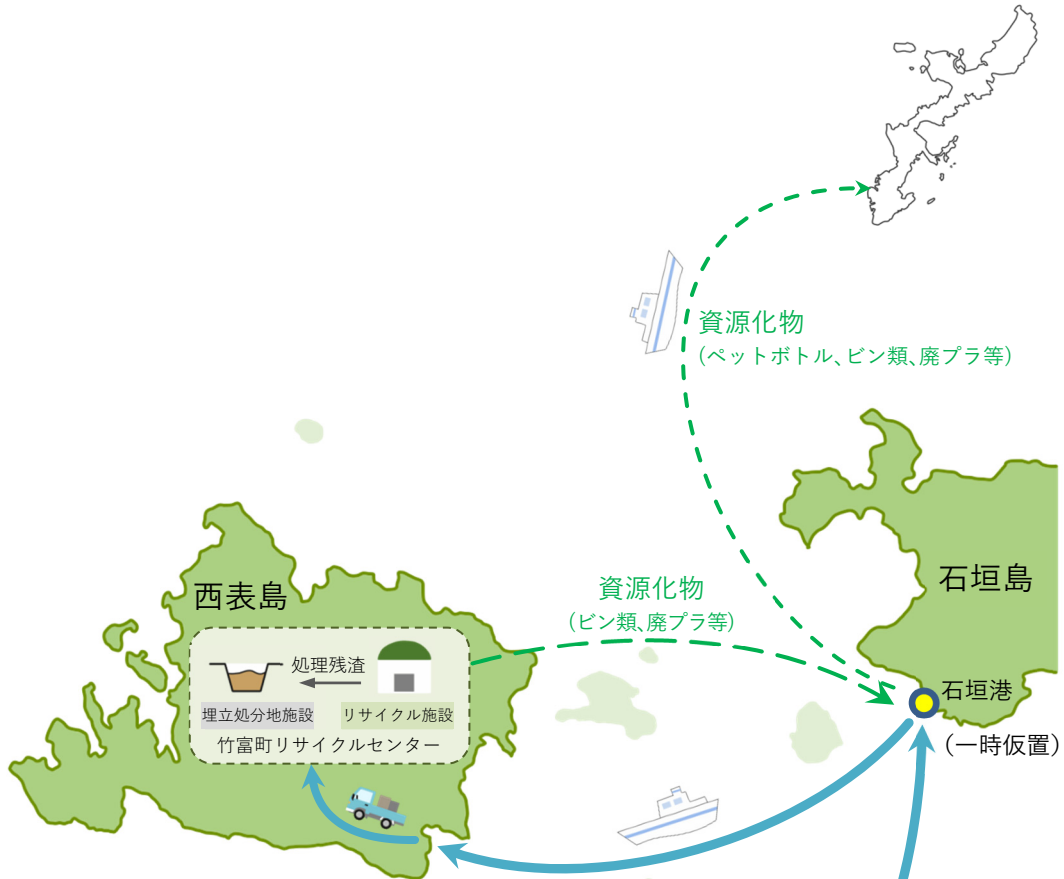 資源化物
(ペットボトル、ビン類、廃プラ等)
石垣島
資源化物
(ビン類、廃プラ等)
西表島
処理残渣
埋立処分地施設
リサイクル施設
竹富町リサイクルセンター
石垣港
(一時仮置)